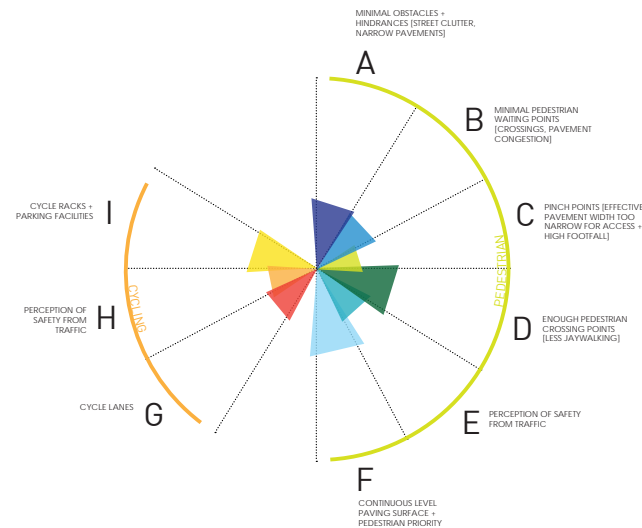 MINIMAL OBSTACLES +
HINDRANCES [STREET CLUTTER,
NARROW PAVEMENTS]
A
B
MINIMAL PEDESTRIAN
WAITING POINTS
[CROSSINGS, PAVEMENT
CONGESTION]
C
PINCH POINTS [EFFECTIVE
PAVEMENT WIDTH TOO
NARROW FOR ACCESS +
HIGH FOOTFALL]
PEDESTRIAN
D
ENOUGH PEDESTRIAN
CROSSING POINTS
[LESS JAYWALKING]
E
PERCEPTION OF SAFETY
FROM TRAFFIC
F
CONTINUOUS LEVEL
PAVING SURFACE +
PEDESTRIAN PRIORITY
CYCLE LANES
G
PERCEPTION OF
SAFETY FROM
TRAFFIC
H
CYCLING
CYCLE RACKS +
PARKING FACILITIES
I